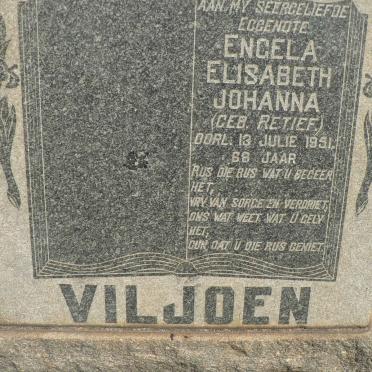 AAN MY SEERGELIEFDE
EGGENOTE
ENGELA
ELISABETH
JOHANNA
(GEB. RETIEF)
OORL. 13 JULIE 1951.
66 JAAR
RUS DIE RUS WAT U BEGEER
HET,
VRY VAN SORGE EN VERDRIET,
ONS WAT WEET WAT U GELY
HET,
GUN DAT U DIE RUS GENIET.
VILJOEN